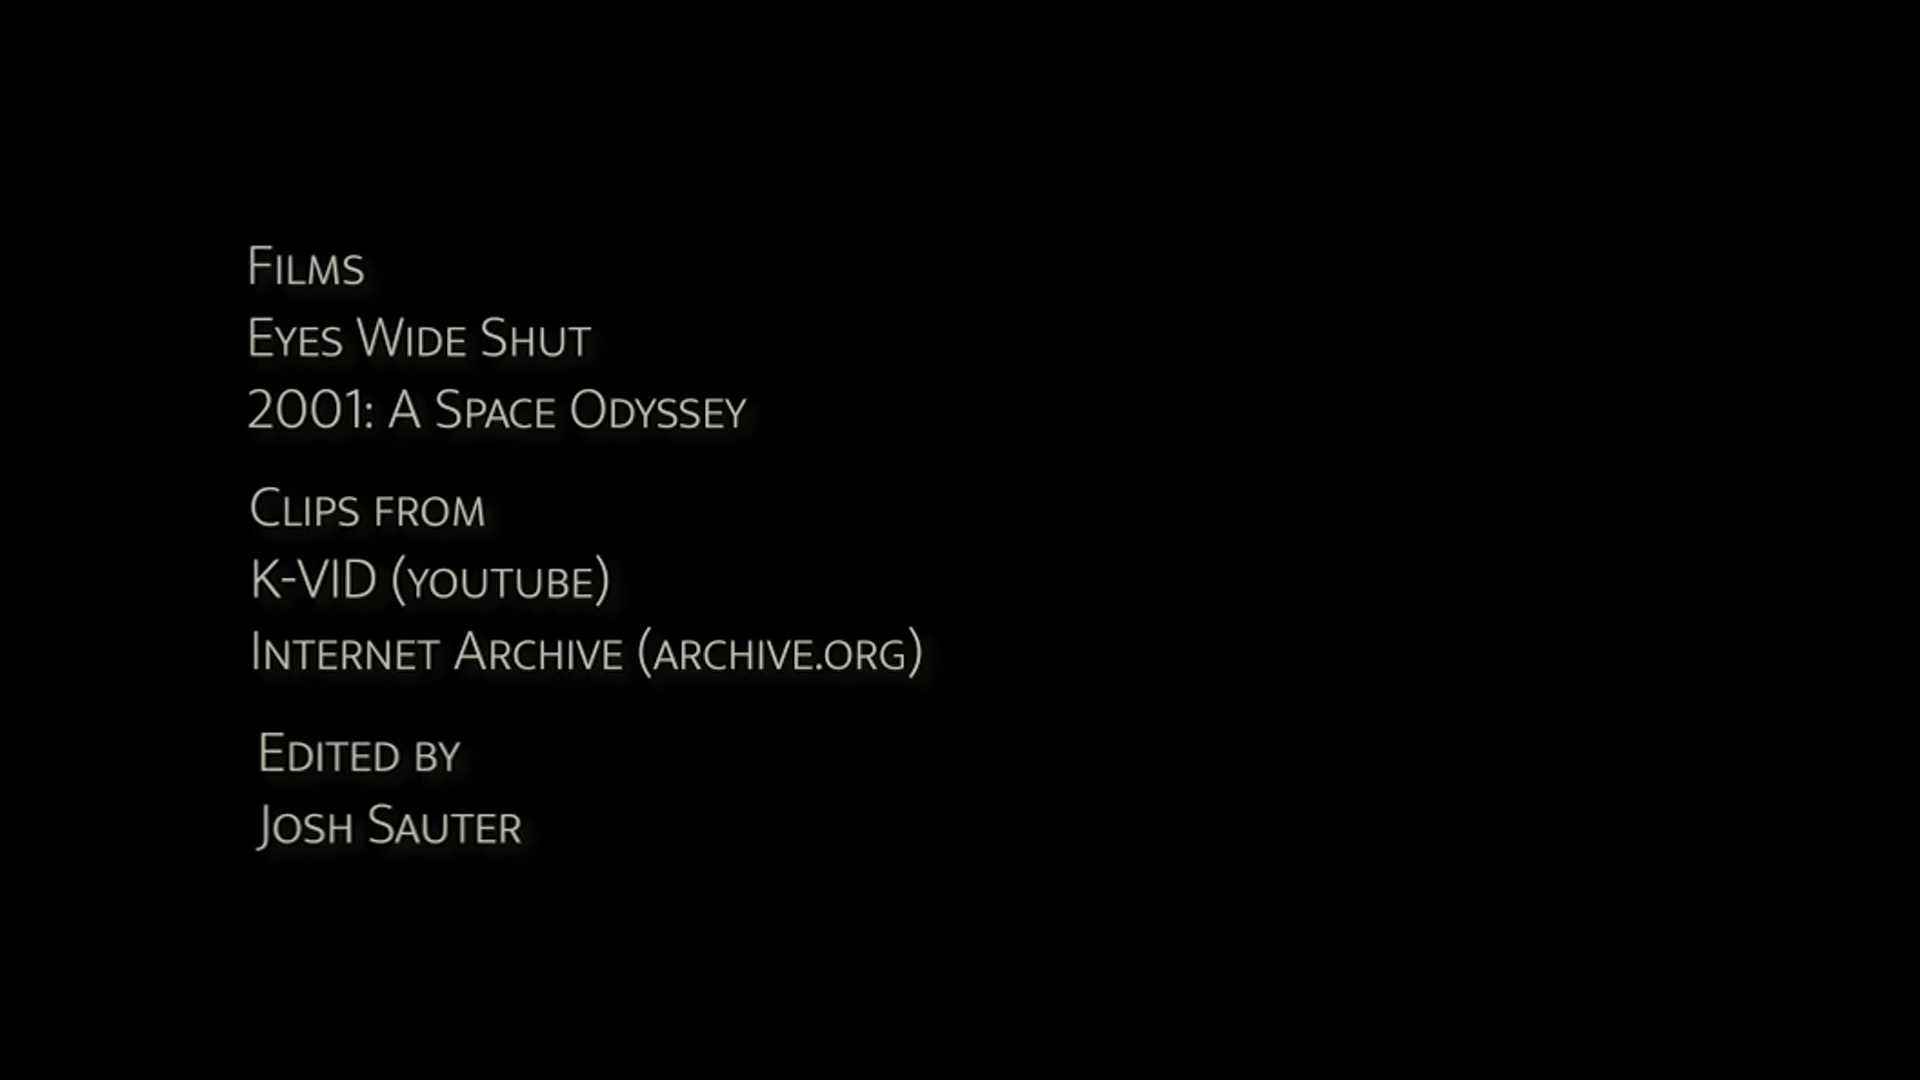 Films
Eyes Wide Shut
2001: A Space Odyssey
Clips from
K-VID (youtube)
Internet Archive (archive.org)
Edited by
Josh Sauter